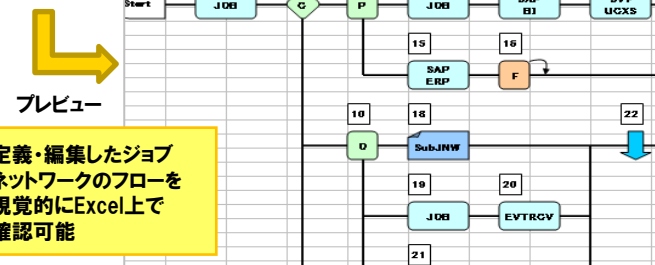 Start
JOB
C
P
JOB
BI
UCXS
15
16
SAP
ERP
F
プレビュー
10
18
22
D
SubJNW
定義・編集したジョブ
ネットワークのフローを
視覚的にExcel上で
確認可能
19
20
JOB
EVTRCV
21